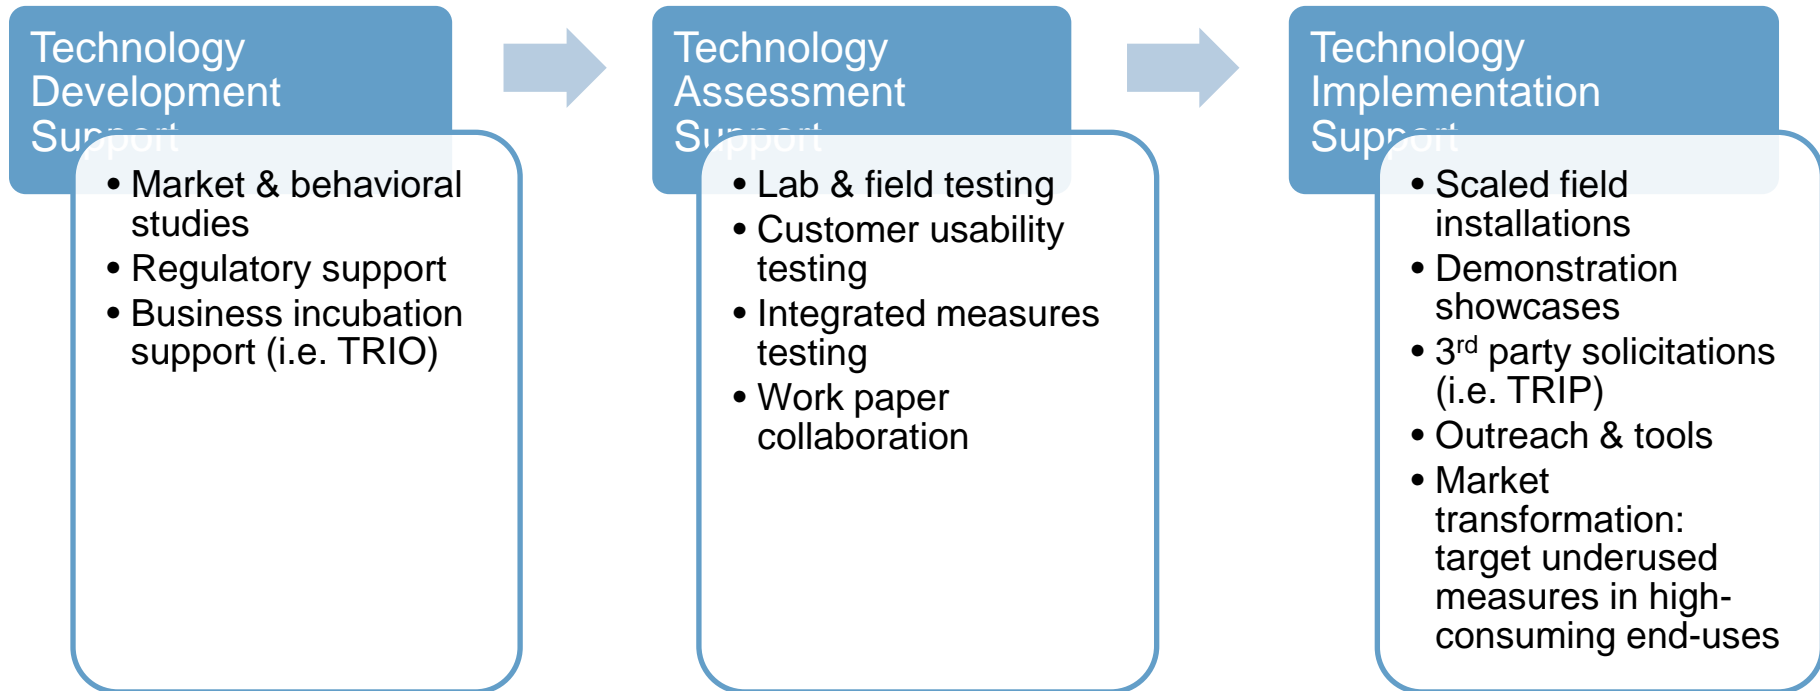 Technology
Development
Support
• Market & behavioral
studies
• Regulatory support
• Business incubation
support (i.e. TRIO)
Technology
Assessment
Support
• Lab & field testing
• Customer usability
testing
• Integrated measures
testing
• Work paper
collaboration
Technology
Implementation
Support
• Scaled field
installations
• Demonstration
showcases
• 3rd party solicitations
(i.e. TRIP)
• Outreach & tools
• Market
transformation:
target underused
measures in high-
consuming end-uses